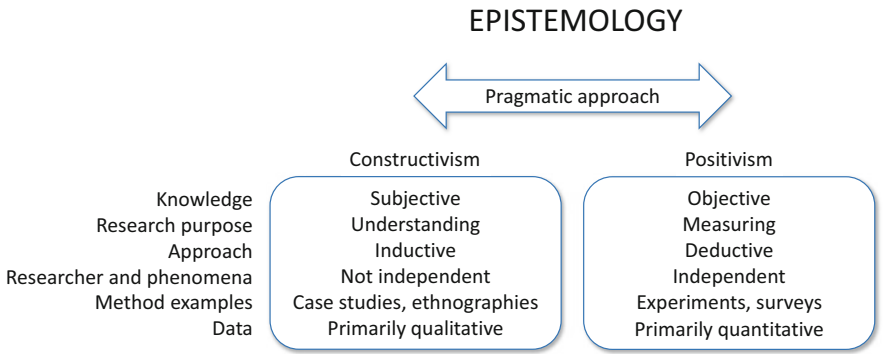 EPISTEMOLOGY
Pragmatic approach
Constructivism Positivism
Knowledge Subjective Objective
Research purpose Understanding Measuring
Approach Inductive Deductive
Researcher and phenomena Not independent Independent
Method examples Case studies, ethnographies Experiments, surveys
Data Primarily qualitative Primarily quantitative